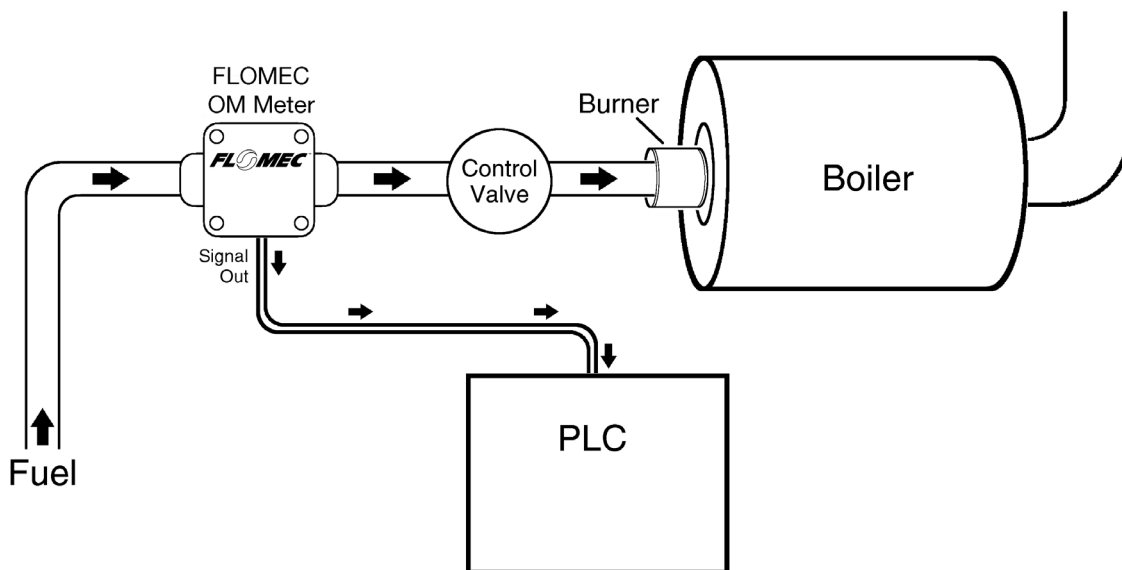 FLOMEC
OM Meter
FLOMEC
Burner
Control
Valve
Boiler
Signal
Out
PLC
Fuel